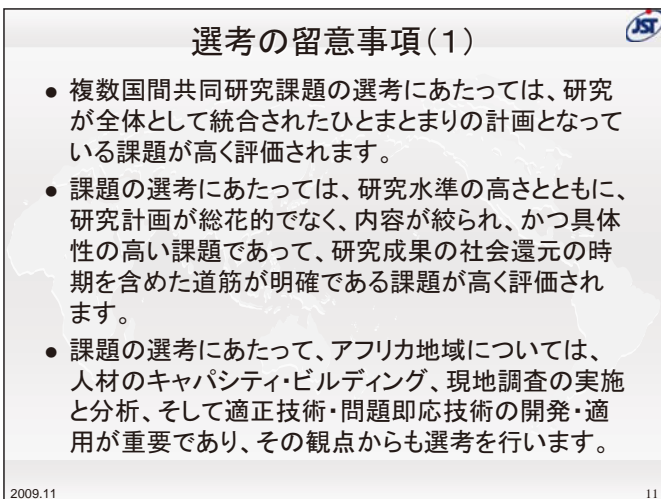 JST
選考の留意事項(1)
● 複数国間共同研究課題の選考にあたっては、研究
が全体として統合されたひとまとまりの計画となって
いる課題が高く評価されます。
● 課題の選考にあたっては、研究水準の高さとともに、
研究計画が総花的でなく、内容が絞られ、かつ具体
性の高い課題であって、研究成果の社会還元の時
期を含めた道筋が明確である課題が高く評価され
ます。
● 課題の選考にあたって、アフリカ地域については、
人材のキャパシティ・ビルディング、現地調査の実施
と分析、そして適正技術・問題即応技術の開発・適
用が重要であり、その観点からも選考を行います。
2009.11
11